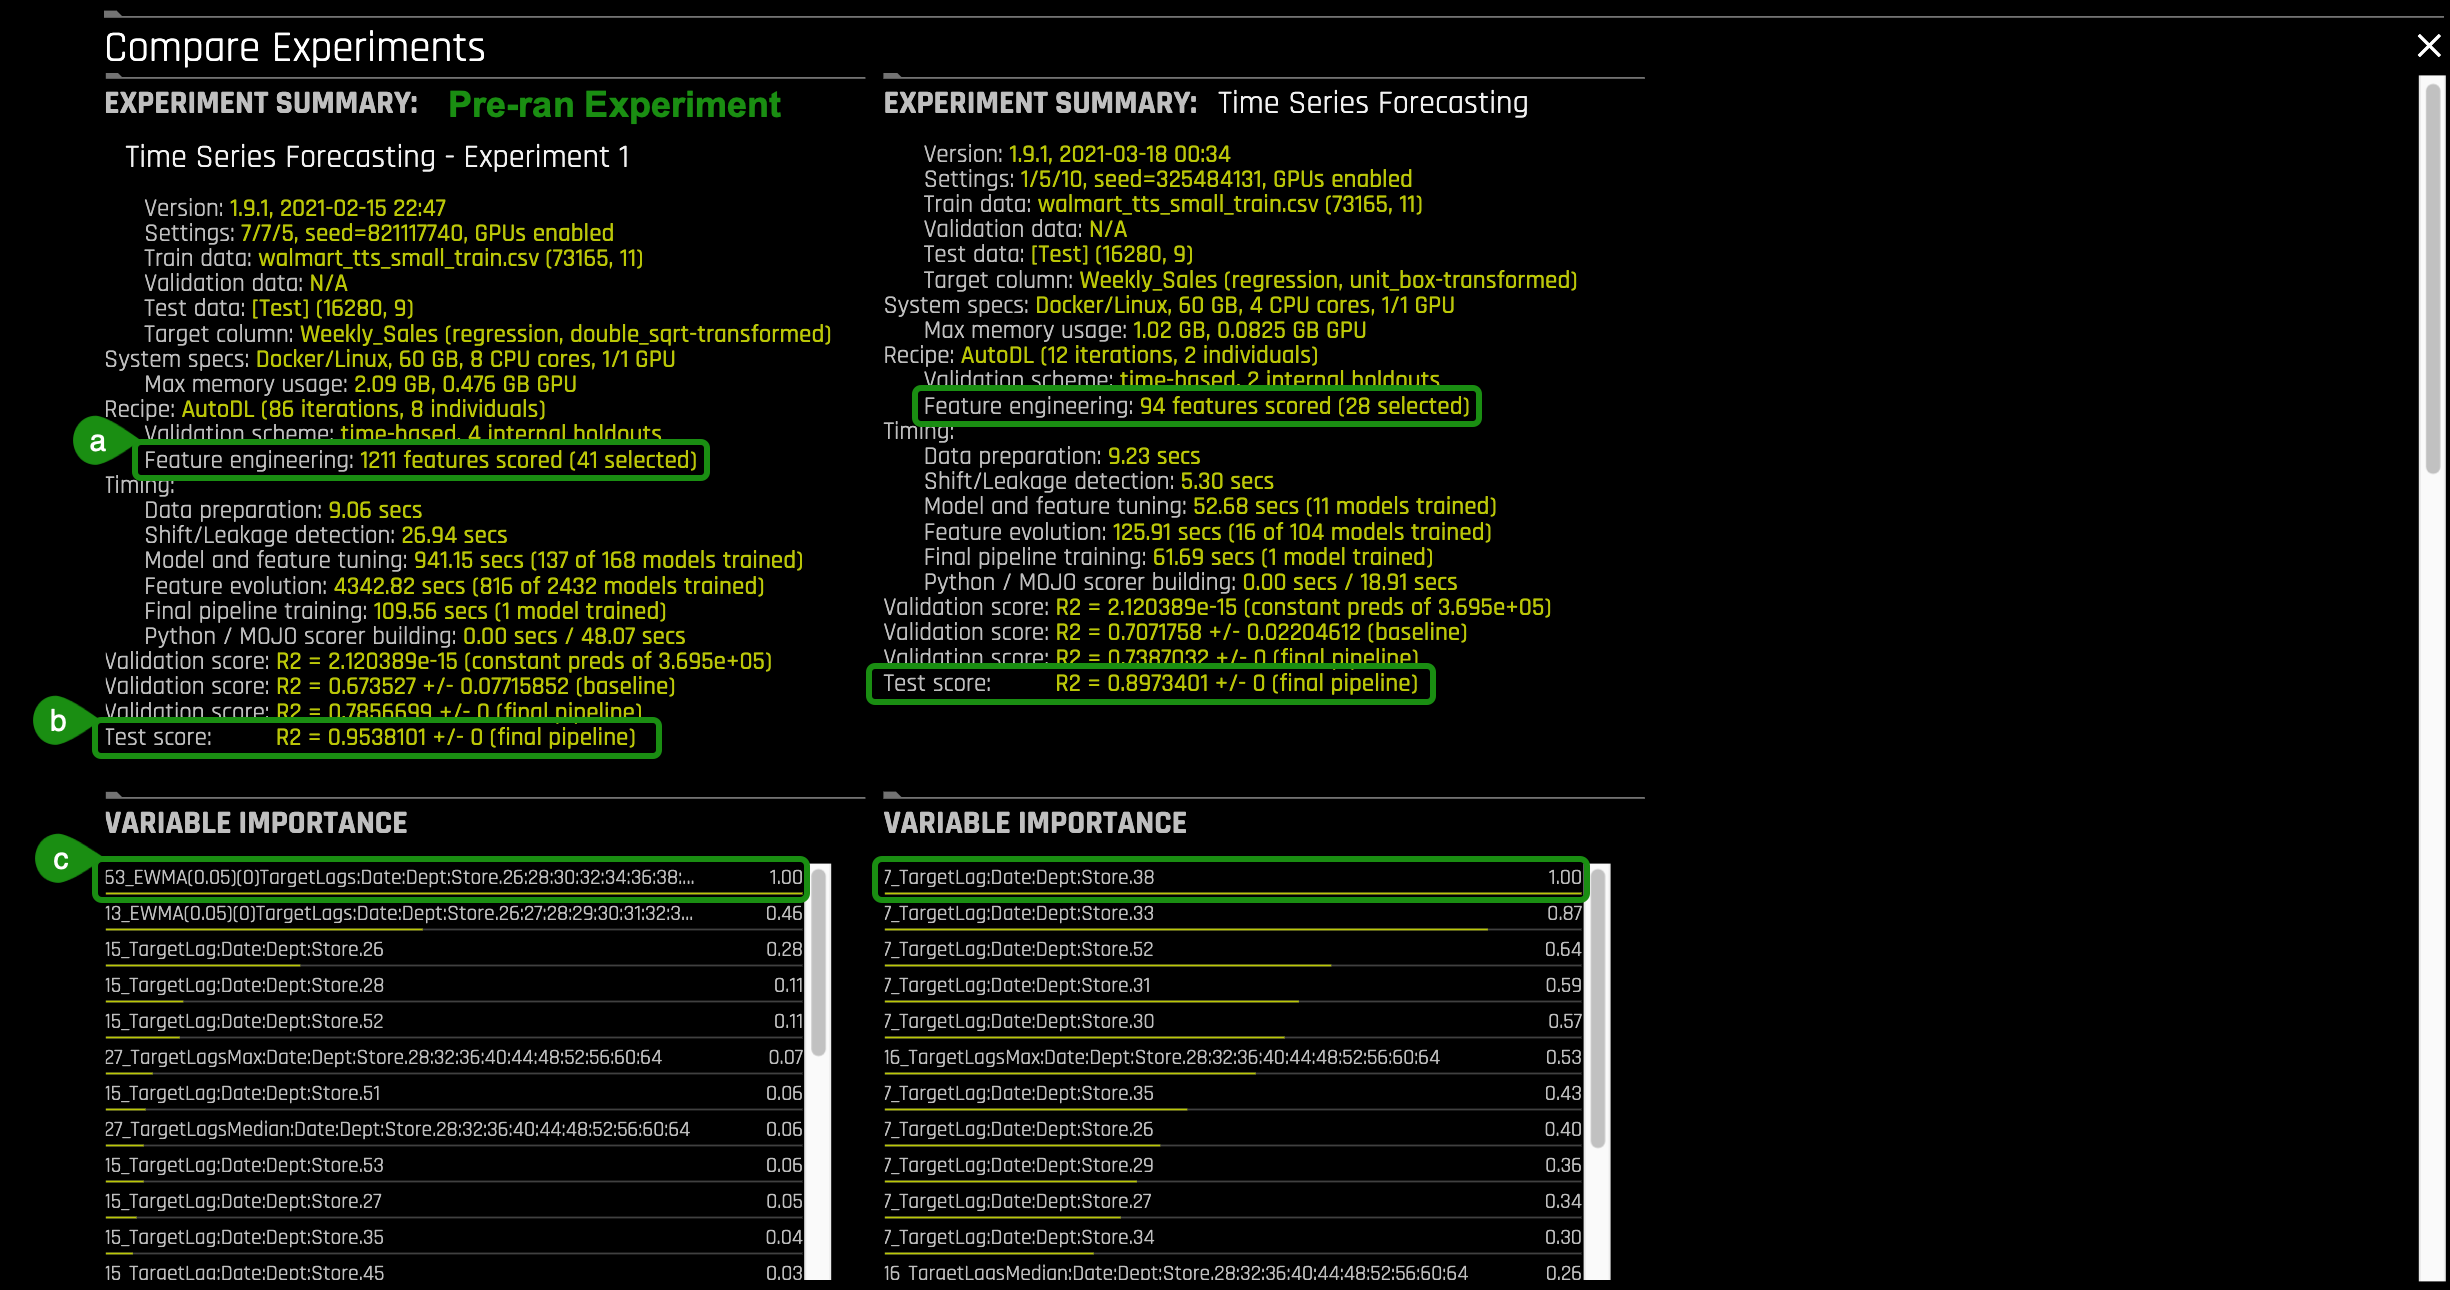 Compare Experiments
EXPERIMENT SUMMARY: Pre-ran Experiment
Time Series Forecasting - Experiment 1
Version: 1.9.1, 2021-02-15 22:47
Settings: 7/7/5, seed=821117740, GPUs enabled
Train data: walmart_tts_small_train.csv (73165, 11)
Validation data: N/A
Test data: [Test] (16280, 9)
Target column: Weekly_Sales (regression, double_sqrt-transformed)
System specs: Docker/Linux, 60 GB, 8 CPU cores, 1/1 GPU
Max memory usage: 2.09 GB, 0.476 GB GPU
Recipe: AutoDL (86 iterations, 8 individuals)
Validation scheme: time-based, 4 internal holdouts
a
Feature engineering: 1211 features scored (41 selected)
Timing:
Data preparation: 9.06 secs
Shift/Leakage detection: 26.94 secs
Model and feature tuning: 941.15 secs (137 of 168 models trained)
Feature evolution: 4342.82 secs (816 of 2432 models trained)
Final pipeline training: 109.56 secs (1 model trained)
Python / MOJO scorer building: 0.00 secs / 48.07 secs
Validation score: R2 = 2.120389e-15 (constant preds of 3.695e+05)
Validation score: R2 = 0.673527 +/- 0.07715852 (baseline)
Validation score: R2 = 0.7856699 +/- 0 (final pipeline)
b
Test score: R2 = 0.9538101 +/- 0 (final pipeline)
EXPERIMENT SUMMARY: Time Series Forecasting
Version: 1.9.1, 2021-03-18 00:34
Settings: 1/5/10, seed=325484131, GPUs enabled
Train data: walmart_tts_small_train.csv (73165, 11)
Validation data: N/A
Test data: [Test] (16280, 9)
Target column: Weekly_Sales (regression, unit_box-transformed)
System specs: Docker/Linux, 60 GB, 4 CPU cores, 1/1 GPU
Max memory usage: 1.02 GB, 0.0825 GB GPU
Recipe: AutoDL (12 iterations, 2 individuals)
Validation scheme: time-based, 2 internal holdouts
Feature engineering: 94 features scored (28 selected)
Timing:
Data preparation: 9.23 secs
Shift/Leakage detection: 5.30 secs
Model and feature tuning: 52.68 secs (11 models trained)
Feature evolution: 125.91 secs (16 of 104 models trained)
Final pipeline training: 61.69 secs (1 model trained)
Python / MOJO scorer building: 0.00 secs / 18.91 secs
Validation score: R2 = 2.120389e-15 (constant preds of 3.695e+05)
Validation score: R2 = 0.7071758 +/- 0.02204612 (baseline)
Validation score: R2 = 0.7387032 +/- 0 (final pipeline)
Test score: R2 = 0.8973401 +/- 0 (final pipeline)
VARIABLE IMPORTANCE
c
53_EWMA(0.05)(0)TargetLags:Date:Dept:Store.26:28:30:32:34:36:38:... 1.00
13_EWMA(0.05)(0)TargetLags:Date:Dept:Store.26:27:28:29:30:31:32:3... 0.46
15_TargetLag:Date:Dept:Store.26 0.28
15_TargetLag:Date:Dept:Store.28 0.11
15_TargetLag:Date:Dept:Store.52 0.11
27_TargetLagsMax:Date:Dept:Store.28:32:36:40:44:48:52:56:60:64 0.07
15_TargetLag:Date:Dept:Store.51 0.06
27_TargetLagsMedian:Date:Dept:Store.28:32:36:40:44:48:52:56:60:64 0.06
15_TargetLag:Date:Dept:Store.53 0.06
15_TargetLag:Date:Dept:Store.27 0.05
15_TargetLag:Date:Dept:Store.35 0.04
15_TargetLag:Date:Dept:Store.45 0.03
VARIABLE IMPORTANCE
7_TargetLag:Date:Dept:Store.38 1.00
7_TargetLag:Date:Dept:Store.33 0.87
7_TargetLag:Date:Dept:Store.52 0.64
7_TargetLag:Date:Dept:Store.31 0.59
7_TargetLag:Date:Dept:Store.30 0.57
16_TargetLagsMax:Date:Dept:Store.28:32:36:40:44:48:52:56:60:64 0.53
7_TargetLag:Date:Dept:Store.35 0.43
7_TargetLag:Date:Dept:Store.26 0.40
7_TargetLag:Date:Dept:Store.29 0.36
7_TargetLag:Date:Dept:Store.27 0.34
7_TargetLag:Date:Dept:Store.34 0.30
16_TargetLagsMedian:Date:Dept:Store.28:32:36:40:44:48:52:56:60:64 0.26